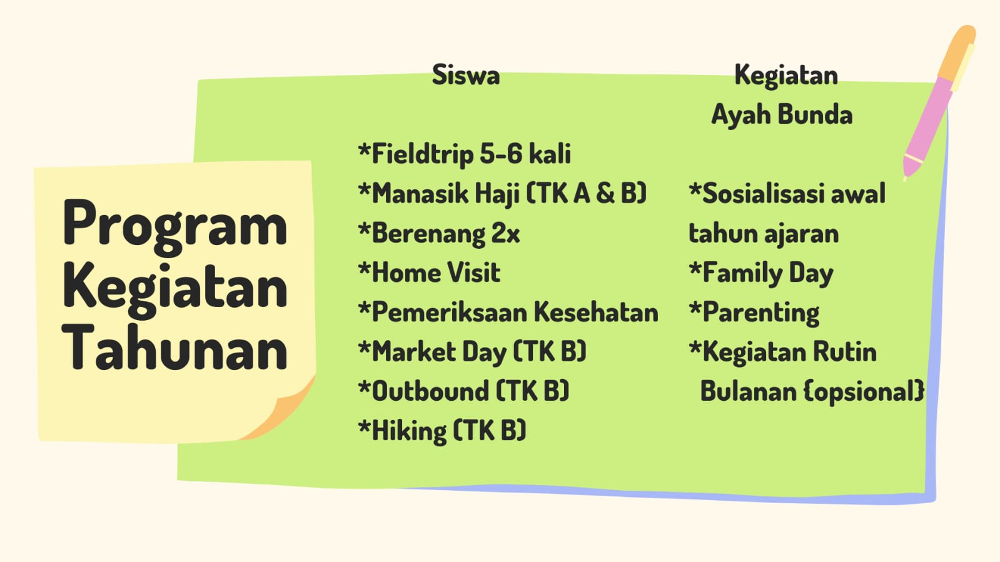 Program
Kegiatan
Tahunan
Siswa
*Fieldtrip 5-6 kali
*Manasik Haji (TK A & B)
*Berenang 2x
*Home Visit
*Pemeriksaan Kesehatan
*Market Day (TK B)
*Outbound (TK B)
*Hiking (TK B)
Kegiatan
Ayah Bunda
*Sosialisasi awal
tahun ajaran
*Family Day
*Parenting
*Kegiatan Rutin
Bulanan {opsional}